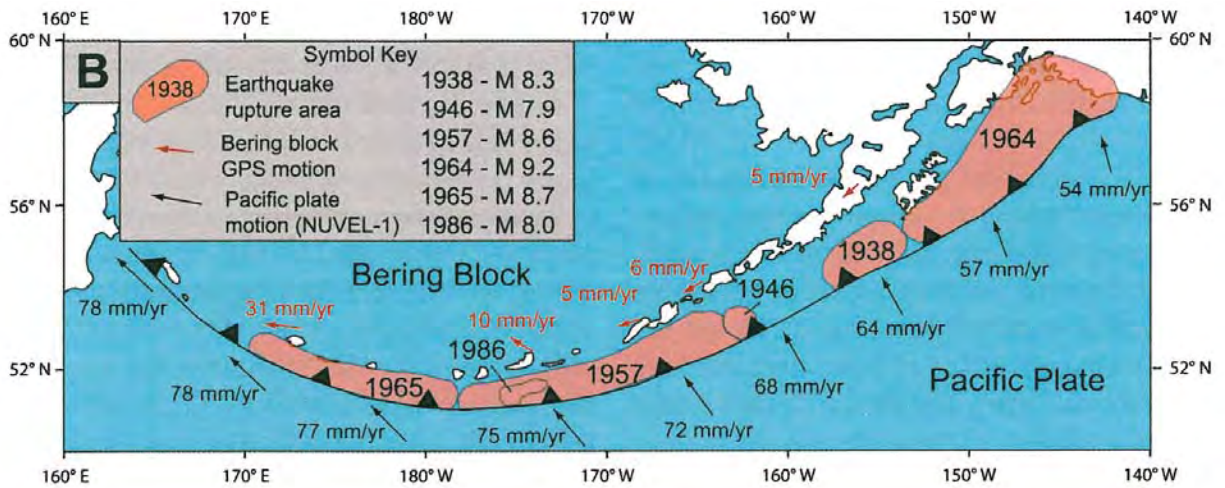 160° E 170°E 180°W 170°W 160°W 150°W 140°W
60° N
60° N
B
Symbol Key
1938
Earthquake rupture area
Bering block GPS motion
Pacific plate motion (NUVEL-1)
1938 - M 8.3
1946 - M 7.9
1957 - M 8.6
1964 - M 9.2
1965 - M 8.7
1986 - M 8.0
1964
5 mm/yr
54 mm/yr
56° N
56° N
1938
57 mm/yr
Bering Block
6 mm/yr
1946
5 mm/yr
78 mm/yr
31 mm/yr
64 mm/yr
10 mm/yr
1986
52°N
52° N
1957
1965
68 mm/yr
Pacific Plate
78 mm/yr
77 mm/yr
75 mm/yr
72 mm/yr
160° E 170°E 180°W 170°W 160°W 150°W 140°W